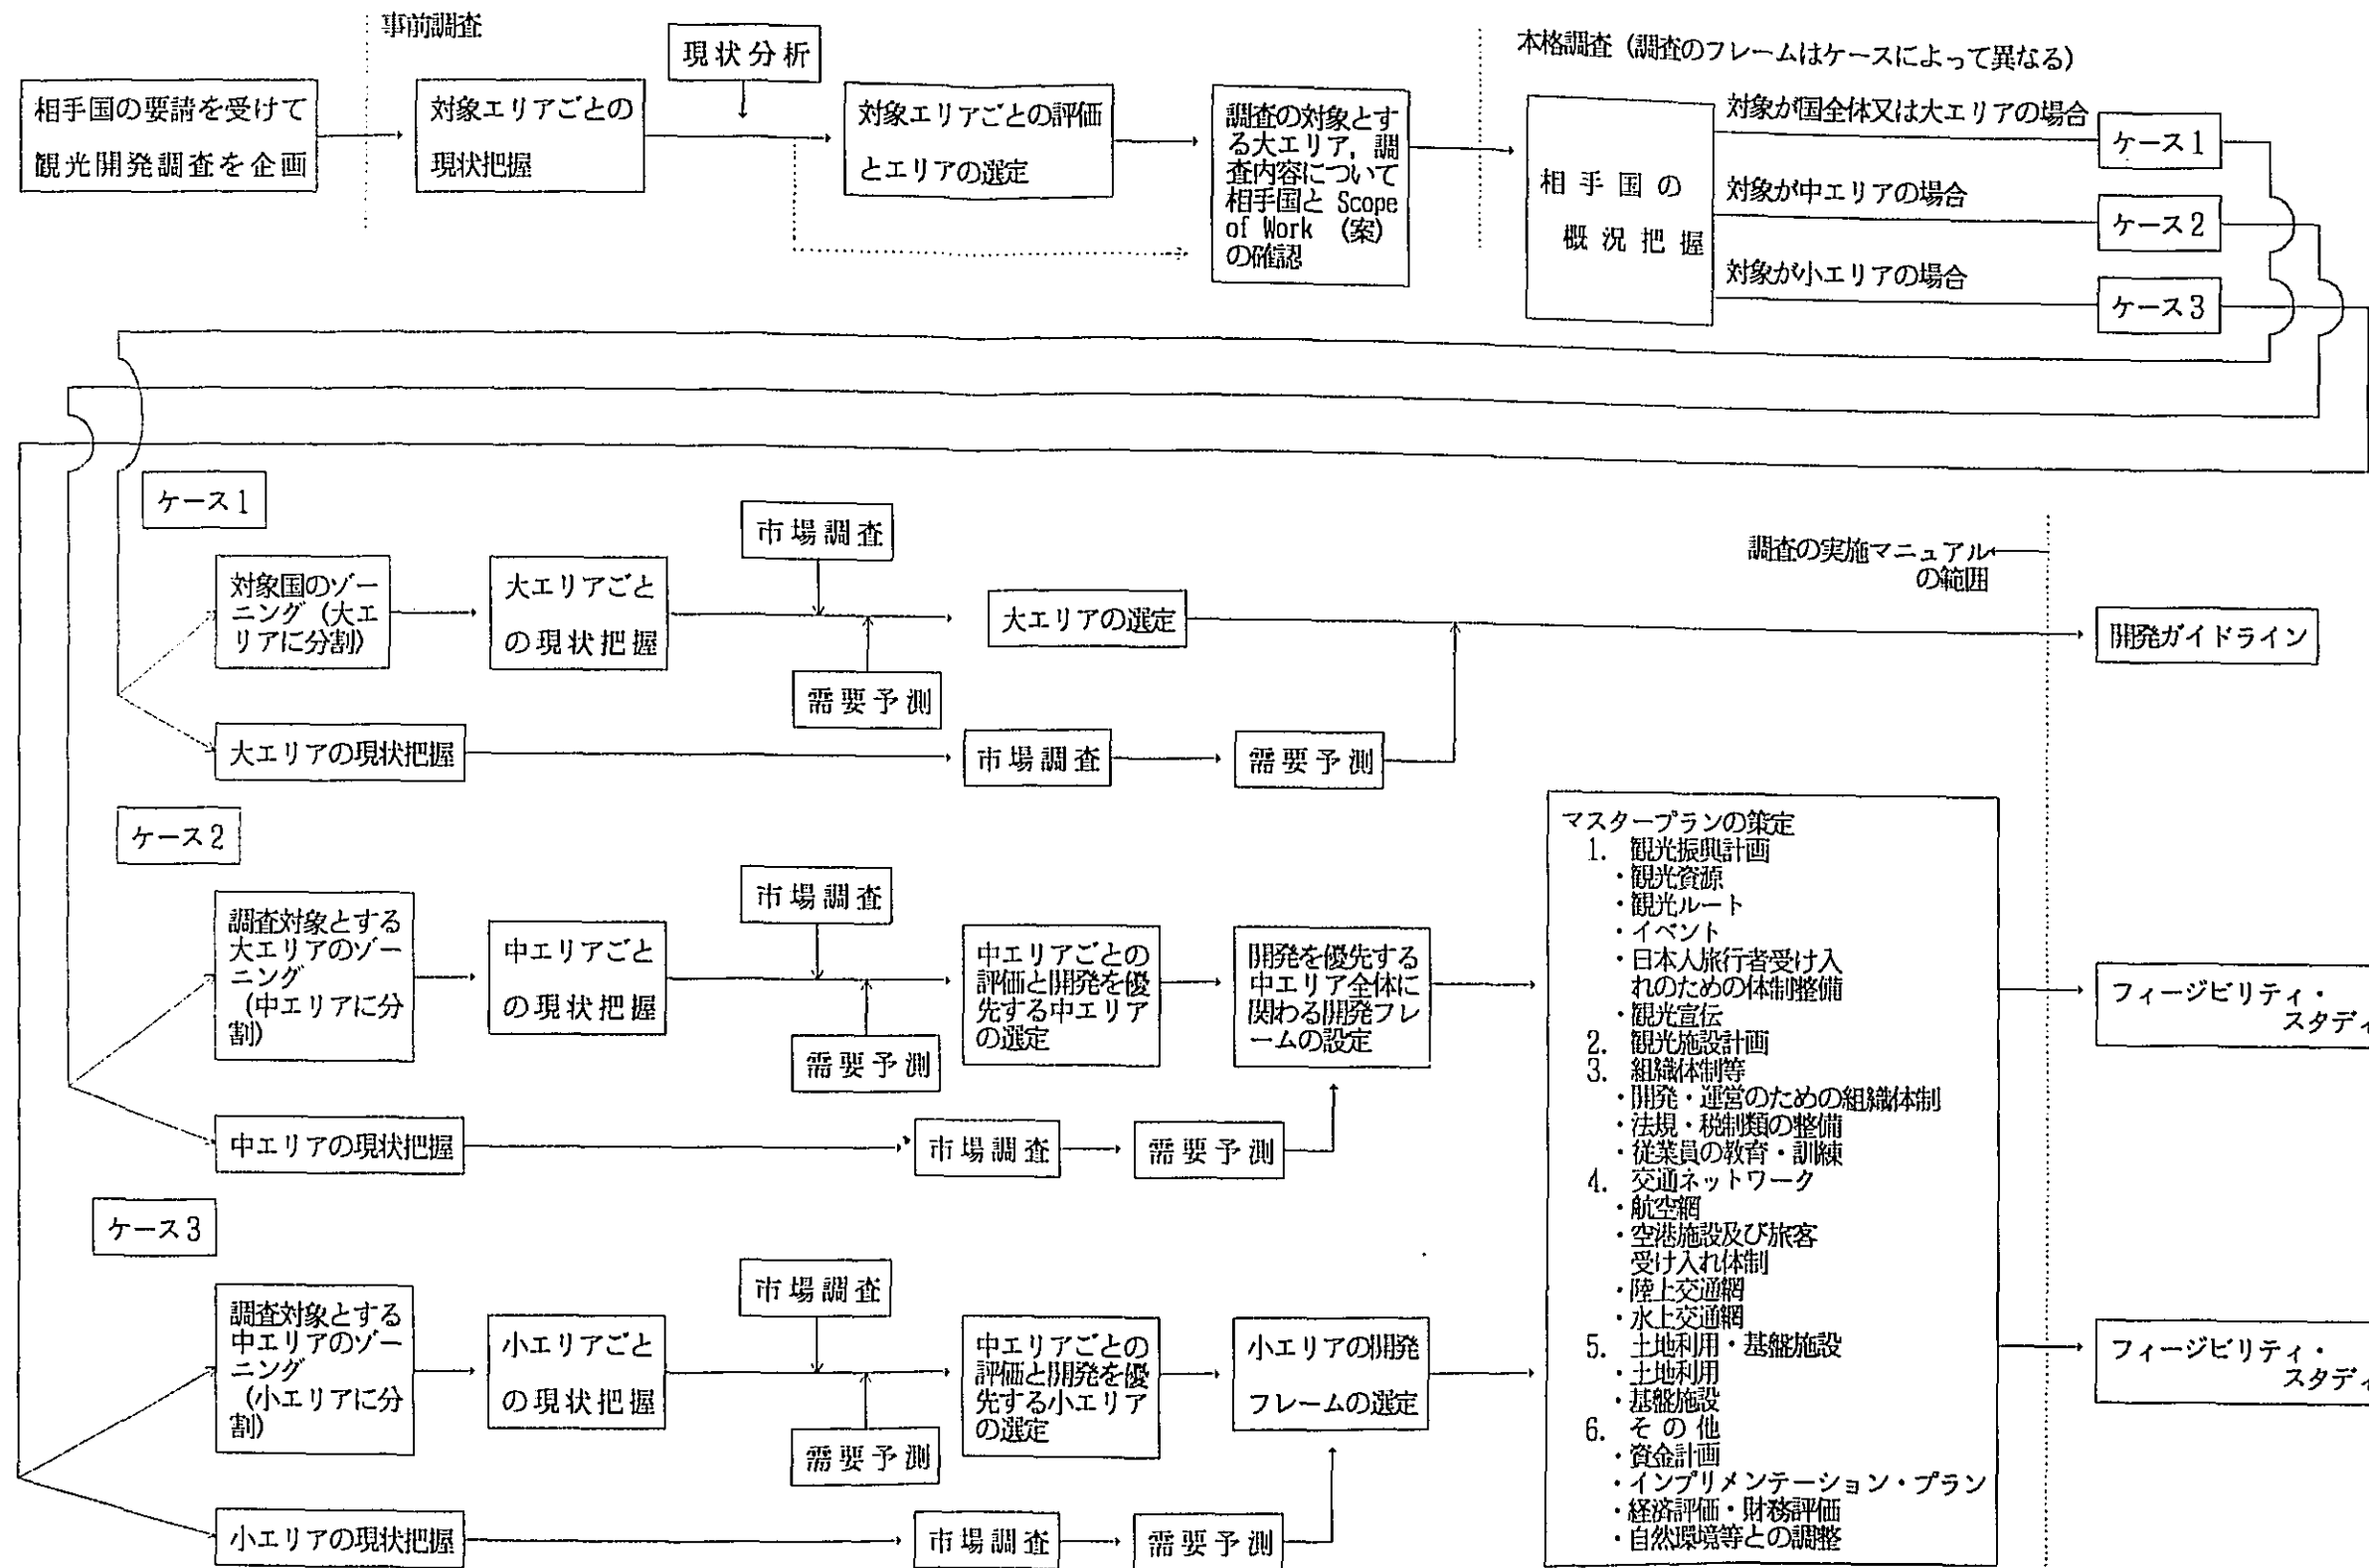 事前調査
相手国の要請を受けて
観光開発調査を企画
対象エリアごとの
現状把握
現状分析
対象エリアごとの評価
とエリアの選定
調査の対象とす
る大エリア，調
査内容について
相手国と Scope
of Work （案）
の確認
本格調査（調査のフレームはケースによって異なる）
相手国の
概況把握
対象が国全体又は大エリアの場合
ケース1
対象が中エリアの場合
ケース2
対象が小エリアの場合
ケース3
ケース1
対象国のゾー
ニング（大エ
リアに分割）
大エリアごと
の現状把握
市場調査
需要予測
大エリアの選定
調査の実施マニュアル
の範囲
開発ガイドライン
大エリアの現状把握
市場調査
需要予測
ケース2
調査対象とする
大エリアのゾー
ニング
（中エリアに分
割）
中エリアごと
の現状把握
市場調査
需要予測
中エリアごとの
評価と開発を優
先する中エリア
の選定
開発を優先する
中エリア全体に
関わる開発フレ
ームの設定
中エリアの現状把握
市場調査
需要予測
ケース3
調査対象とする
中エリアのゾー
ニング
（小エリアに分
割）
小エリアごと
の現状把握
市場調査
需要予測
中エリアごとの
評価と開発を優
先する小エリア
の選定
小エリアの開発
フレームの選定
小エリアの現状把握
市場調査
需要予測
マスタープランの策定
1. 観光振興計画
・観光資源
・観光ルート
・イベント
・日本人旅行者受け入
れのための体制整備
・観光宣伝
2. 観光施設計画
3. 組織体制等
・開発・運営のための組織体制
・法規・税制類の整備
・従業員の教育・訓練
4. 交通ネットワーク
・航空網
・空港施設及び旅客
受け入れ体制
・陸上交通網
・水上交通網
5. 土地利用・基盤施設
・土地利用
・基盤施設
6. その他
・資金計画
・インプリメンテーション・プラン
・経済評価・財務評価
・自然環境等との調整
フィージビリティ・
スタディ
フィージビリティ・
スタディ